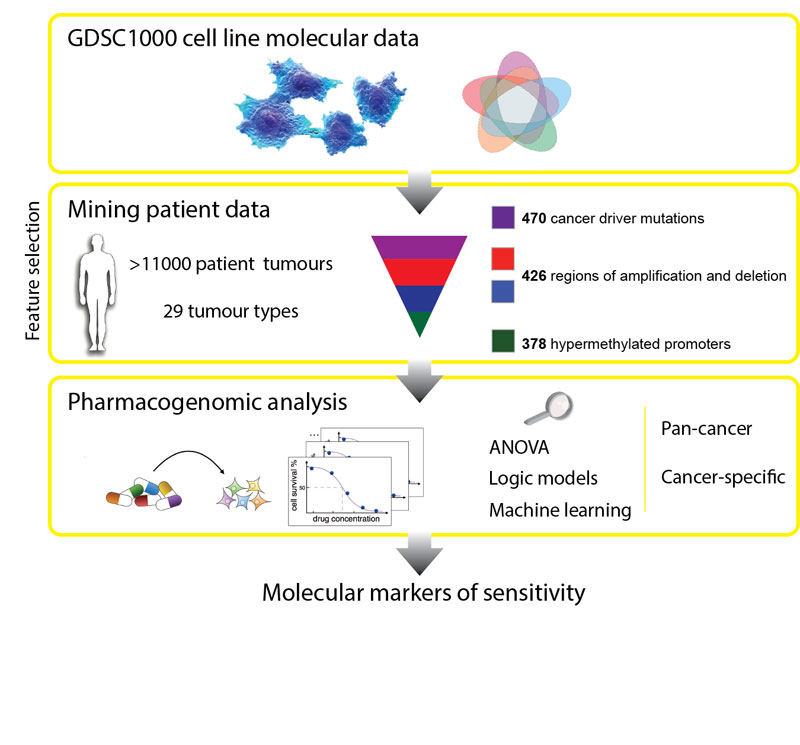 GDSC1000 cell line molecular data
Feature selection
Mining patient data
>11000 patient tumours
29 tumour types
470 cancer driver mutations
426 regions of amplification and deletion
378 hypermethylated promoters
Pharmacogenomic analysis
...
cell survival %
50
drug concentration
ANOVA
Logic models
Machine learning
Pan-cancer
Cancer-specific
Molecular markers of sensitivity